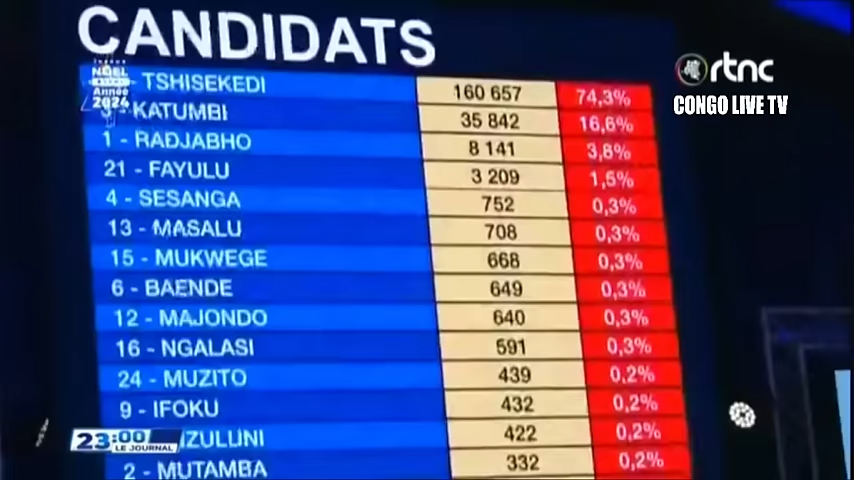 CANDIDATS
TSHISEKEDI 160 657 74,3%
3 - KATUMBI 35 842 16,6%
1 - RADJABHO 8 141 3,8%
21 - FAYULU 3 209 1,5%
4 - SESANGA 752 0,3%
13 - MASALU 708 0,3%
15 - MUKWEGE 668 0,3%
6 - BAENDE 649 0,3%
12 - MAJONDO 640 0,3%
16 - NGALASI 591 0,3%
24 - MUZITO 439 0,2%
9 - IFOKU 432 0,2%
422 0,2%
2 - MUTAMBA 332 0,2%
NOEL
Année
2024
rtnc
CONGO LIVE TV
23:00
LE JOURNAL